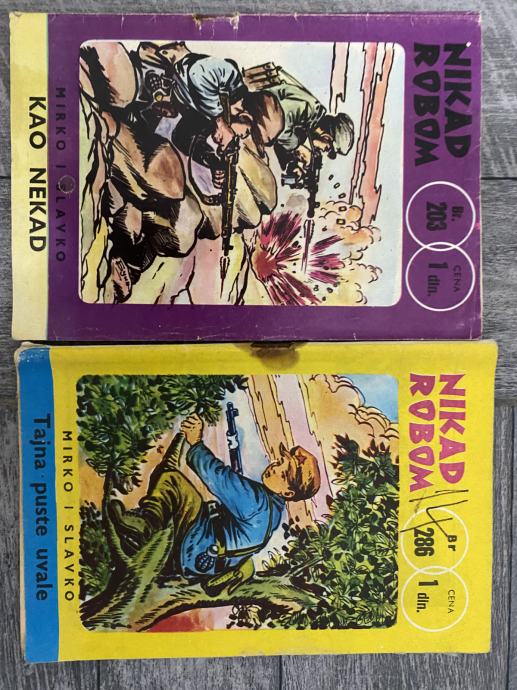 NIKAD
ROBOM
Br.
203
CENA
1 din.
MIRKO I SLAVKO
KAO NEKAD
NIKAD
ROBOM
14
Br
286
CENA
1 din.
MIRKO I SLAVKO
Tajna puste uvale